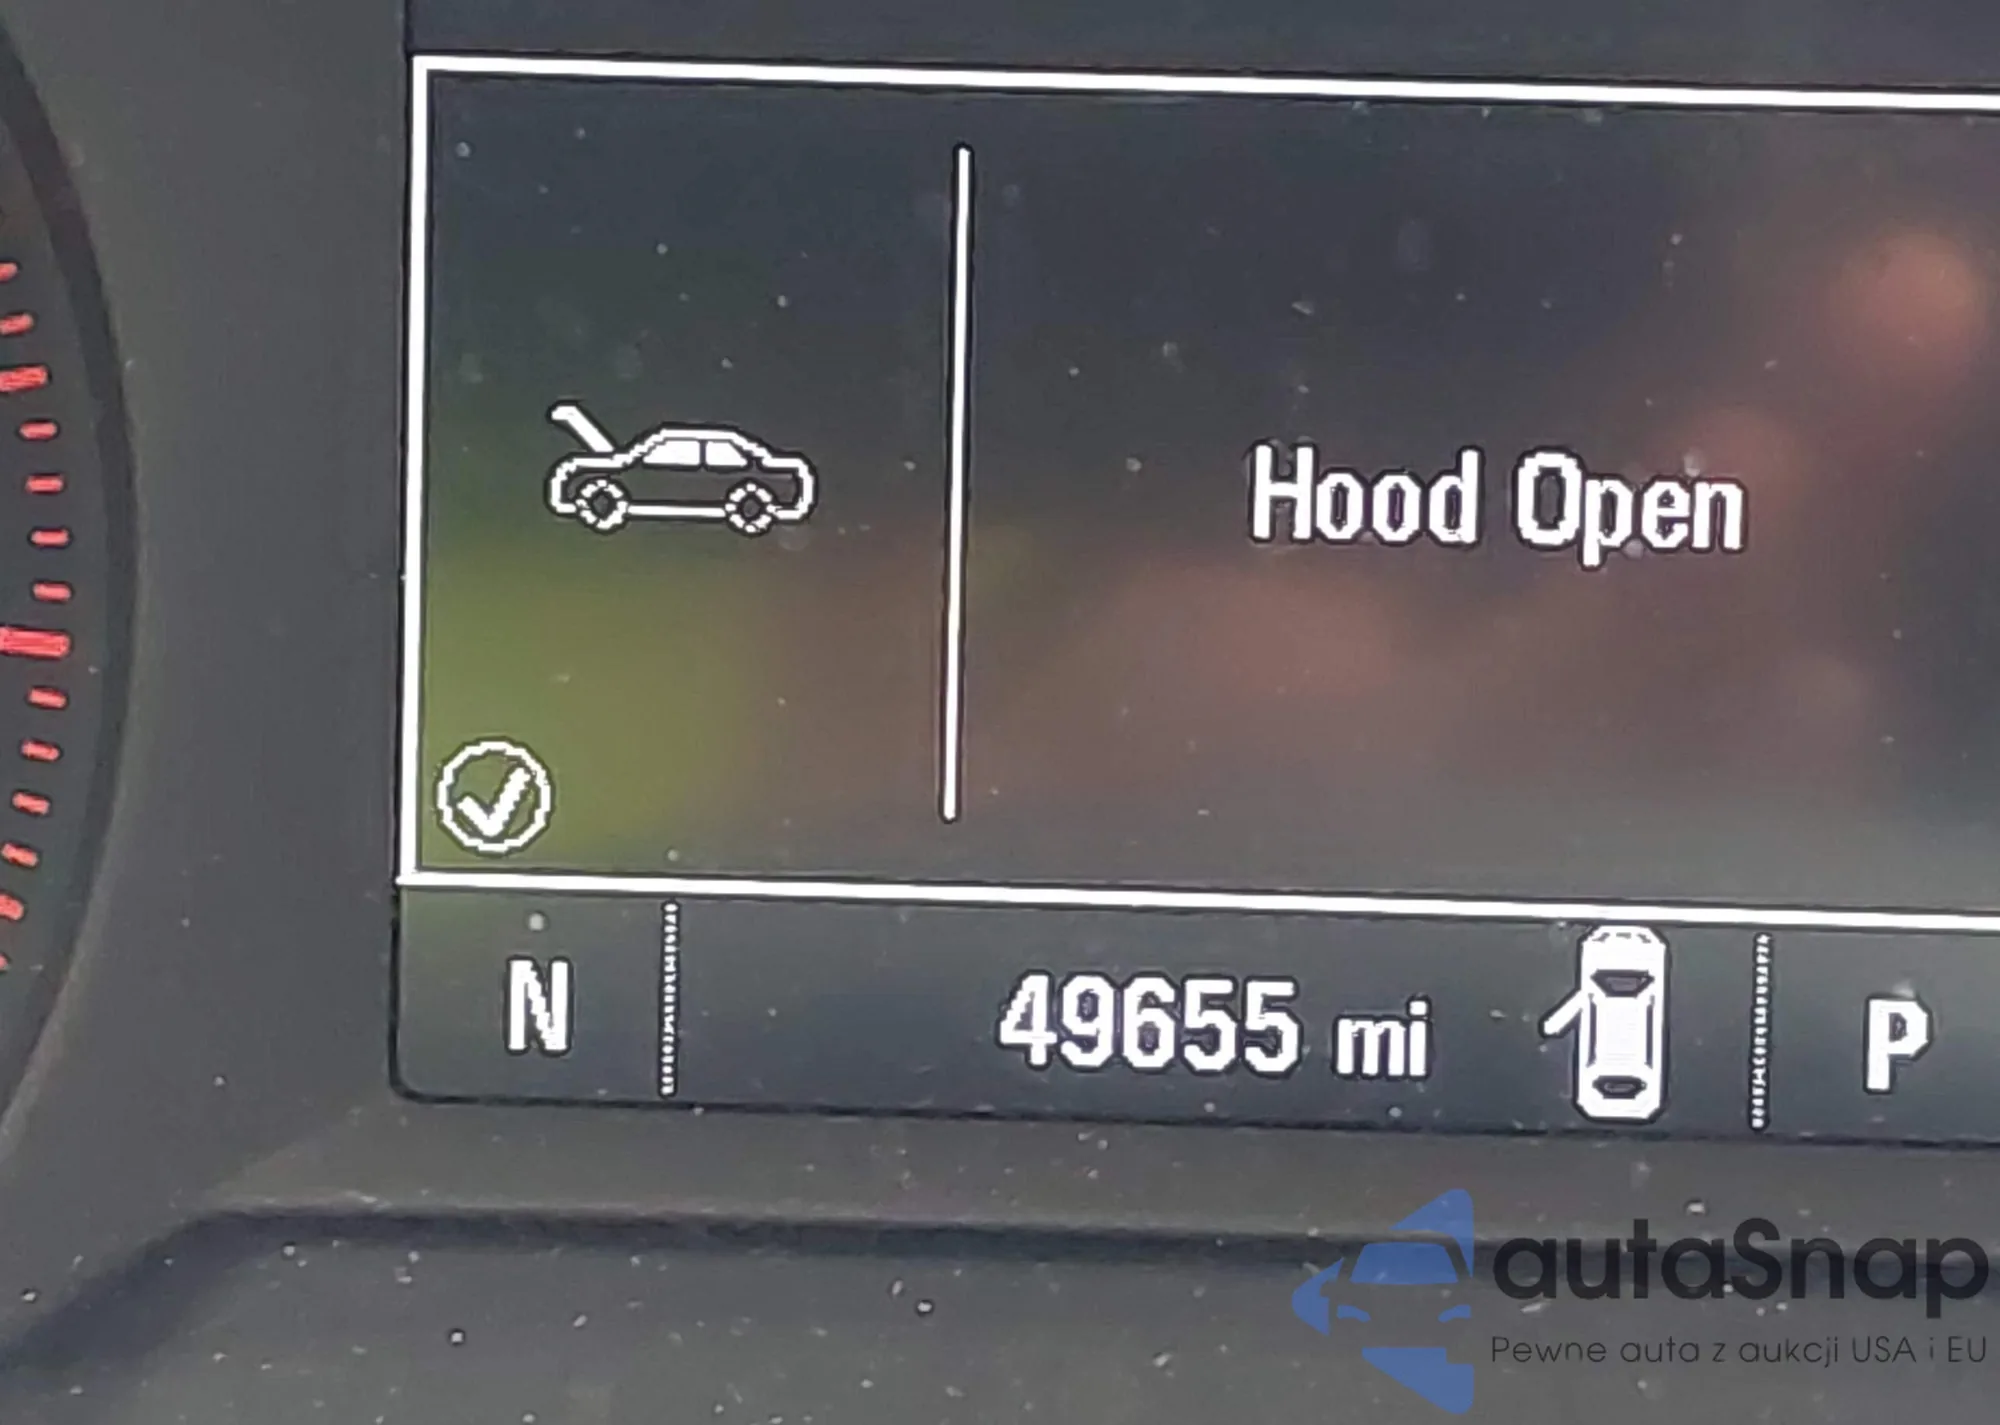 Hood Open
N
49655 mi
P
autaSnap
Pewne auta z aukcji USA i EU